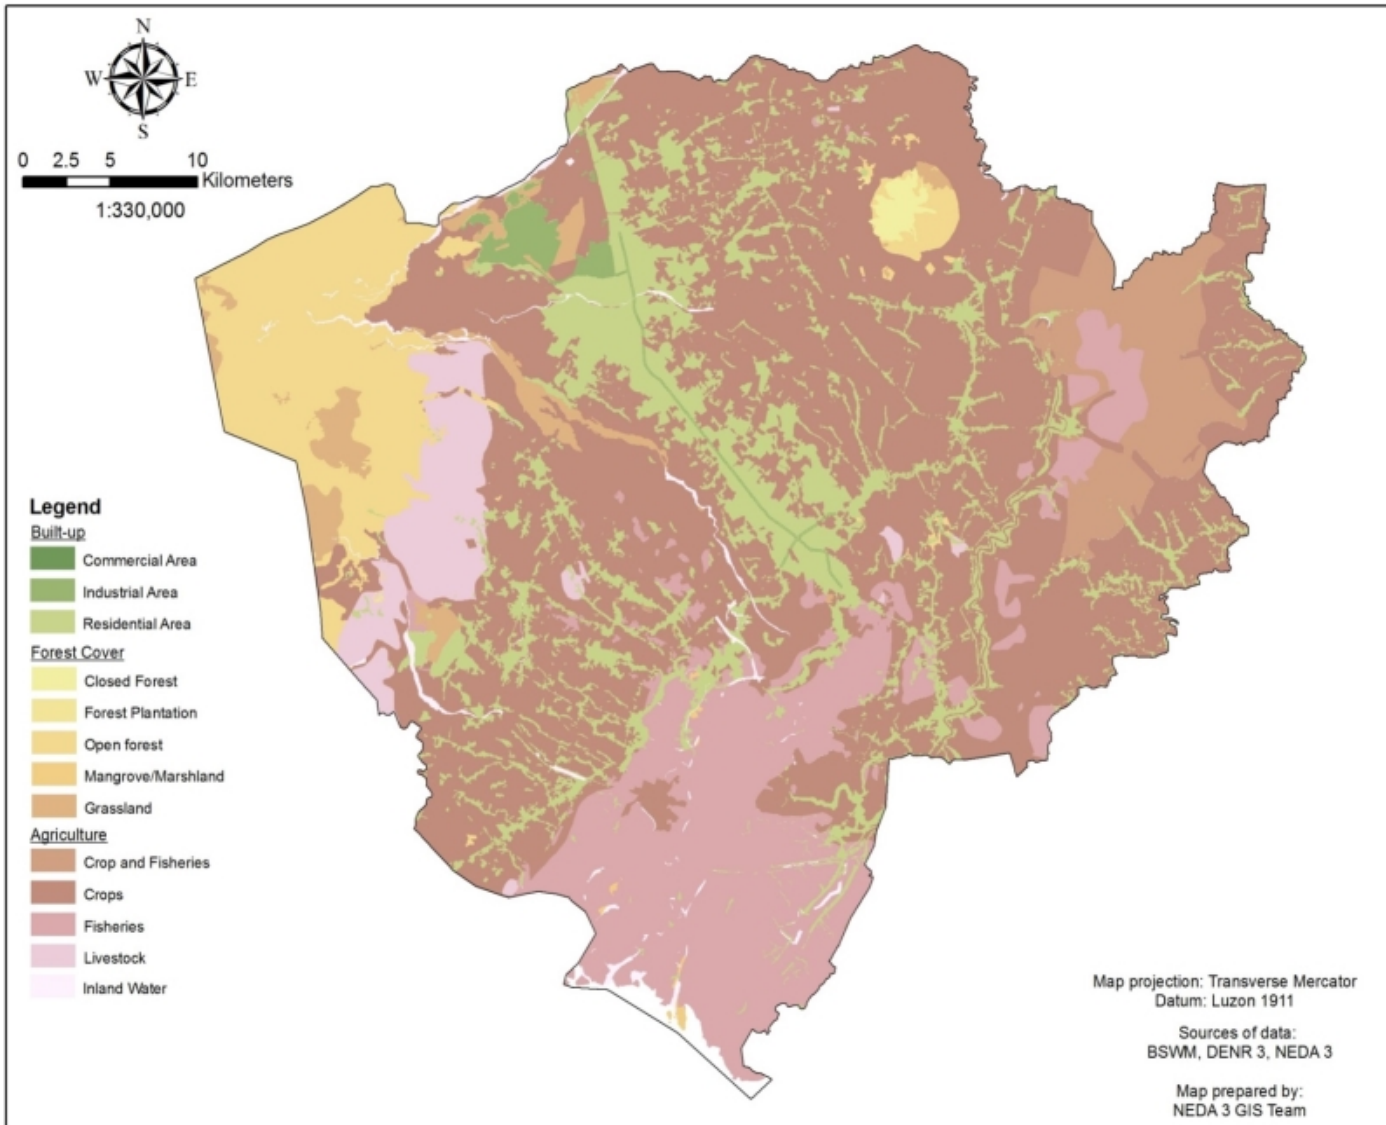 N
W E
S
0 2.5 5 10
Kilometers
1:330,000
Legend
Built-up
Commercial Area
Industrial Area
Residential Area
Forest Cover
Closed Forest
Forest Plantation
Open forest
Mangrove/Marshland
Grassland
Agriculture
Crop and Fisheries
Crops
Fisheries
Livestock
Inland Water
Map projection: Transverse Mercator
Datum: Luzon 1911
Sources of data:
BSWM, DENR 3, NEDA 3
Map prepared by:
NEDA 3 GIS Team